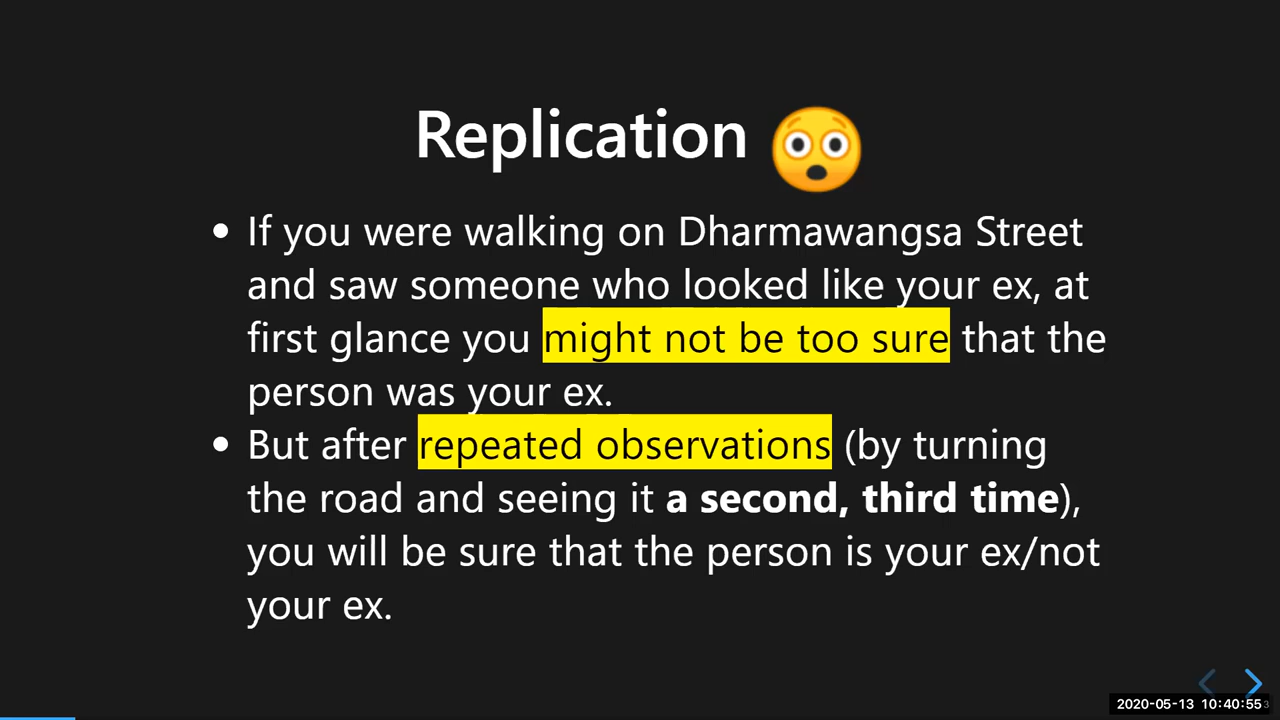 Replication 😳
• If you were walking on Dharmawangsa Street
and saw someone who looked like your ex, at
first glance you might not be too sure that the
person was your ex.
• But after repeated observations (by turning
the road and seeing it a second, third time),
you will be sure that the person is your ex/not
your ex.
2020-05-13 10:40:55